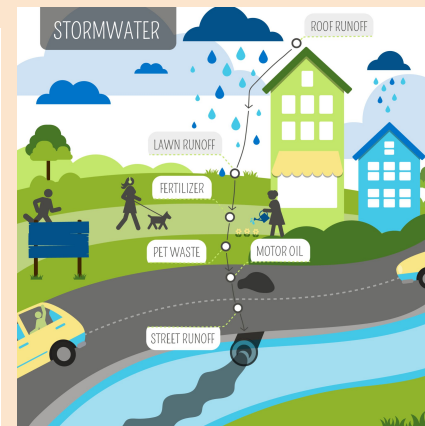 STORMWATER
ROOF RUNOFF
LAWN RUNOFF
FERTILIZER
PET WASTE
MOTOR OIL
STREET RUNOFF